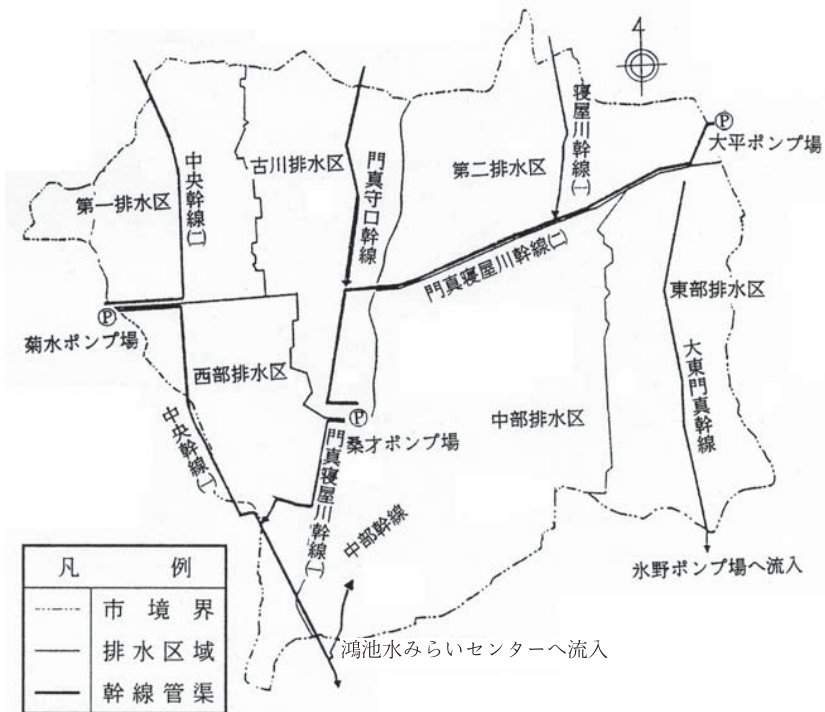 4
寝屋川幹線(一)
Ⓟ
大平ポンプ場
古川排水区
第二排水区
中央幹線(二)
門真守口幹線
第一排水区
門真寝屋川幹線(二)
東部排水区
Ⓟ
菊水ポンプ場
西部排水区
大東門真幹線
中部排水区
Ⓟ
桑才ポンプ場
中央幹線(一)
門真寝屋川幹線(一)
中部幹線
氷野ポンプ場へ流入
鴻池水みらいセンターへ流入
凡 例
市境界
排水区域
幹線管渠